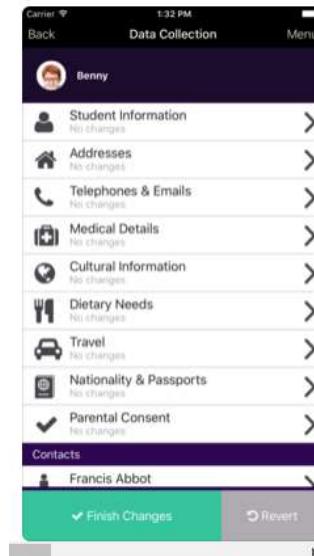 Carrier 1:32 PM
Back Data Collection Menu
Benny
Student Information
No changes
Addresses
No changes
Telephones & Emails
No changes
Medical Details
No changes
Cultural Information
No changes
Dietary Needs
No changes
Travel
No changes
Nationality & Passports
No changes
Parental Consent
No changes
Contacts
Francis Abbot
Finish Changes Revert